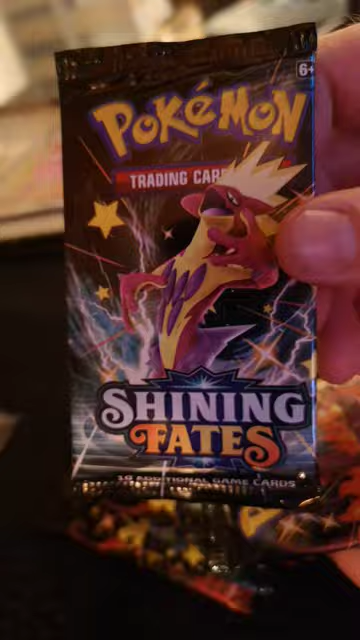 6+
POKéMON
TRADING CAR
SHINING
FATES
10 ADDITIONAL GAME CARDS